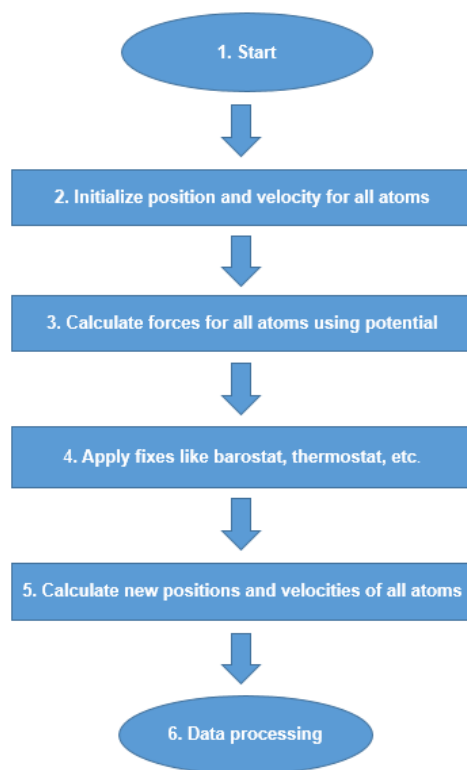 1. Start
2. Initialize position and velocity for all atoms
3. Calculate forces for all atoms using potential
4. Apply fixes like barostat, thermostat, etc.
5. Calculate new positions and velocities of all atoms
6. Data processing